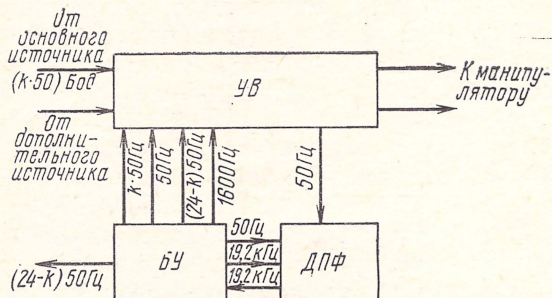 От
основного
источника
(k·50) Бод
От
дополни-
тельного
источника
УВ
К манипу-
лятору
k·50Гц
50Гц
(24-k)50Гц
1600Гц
50Гц
БУ
50Гц
19,2кГц
19,2кГц
ДПФ
(24-k)50Гц